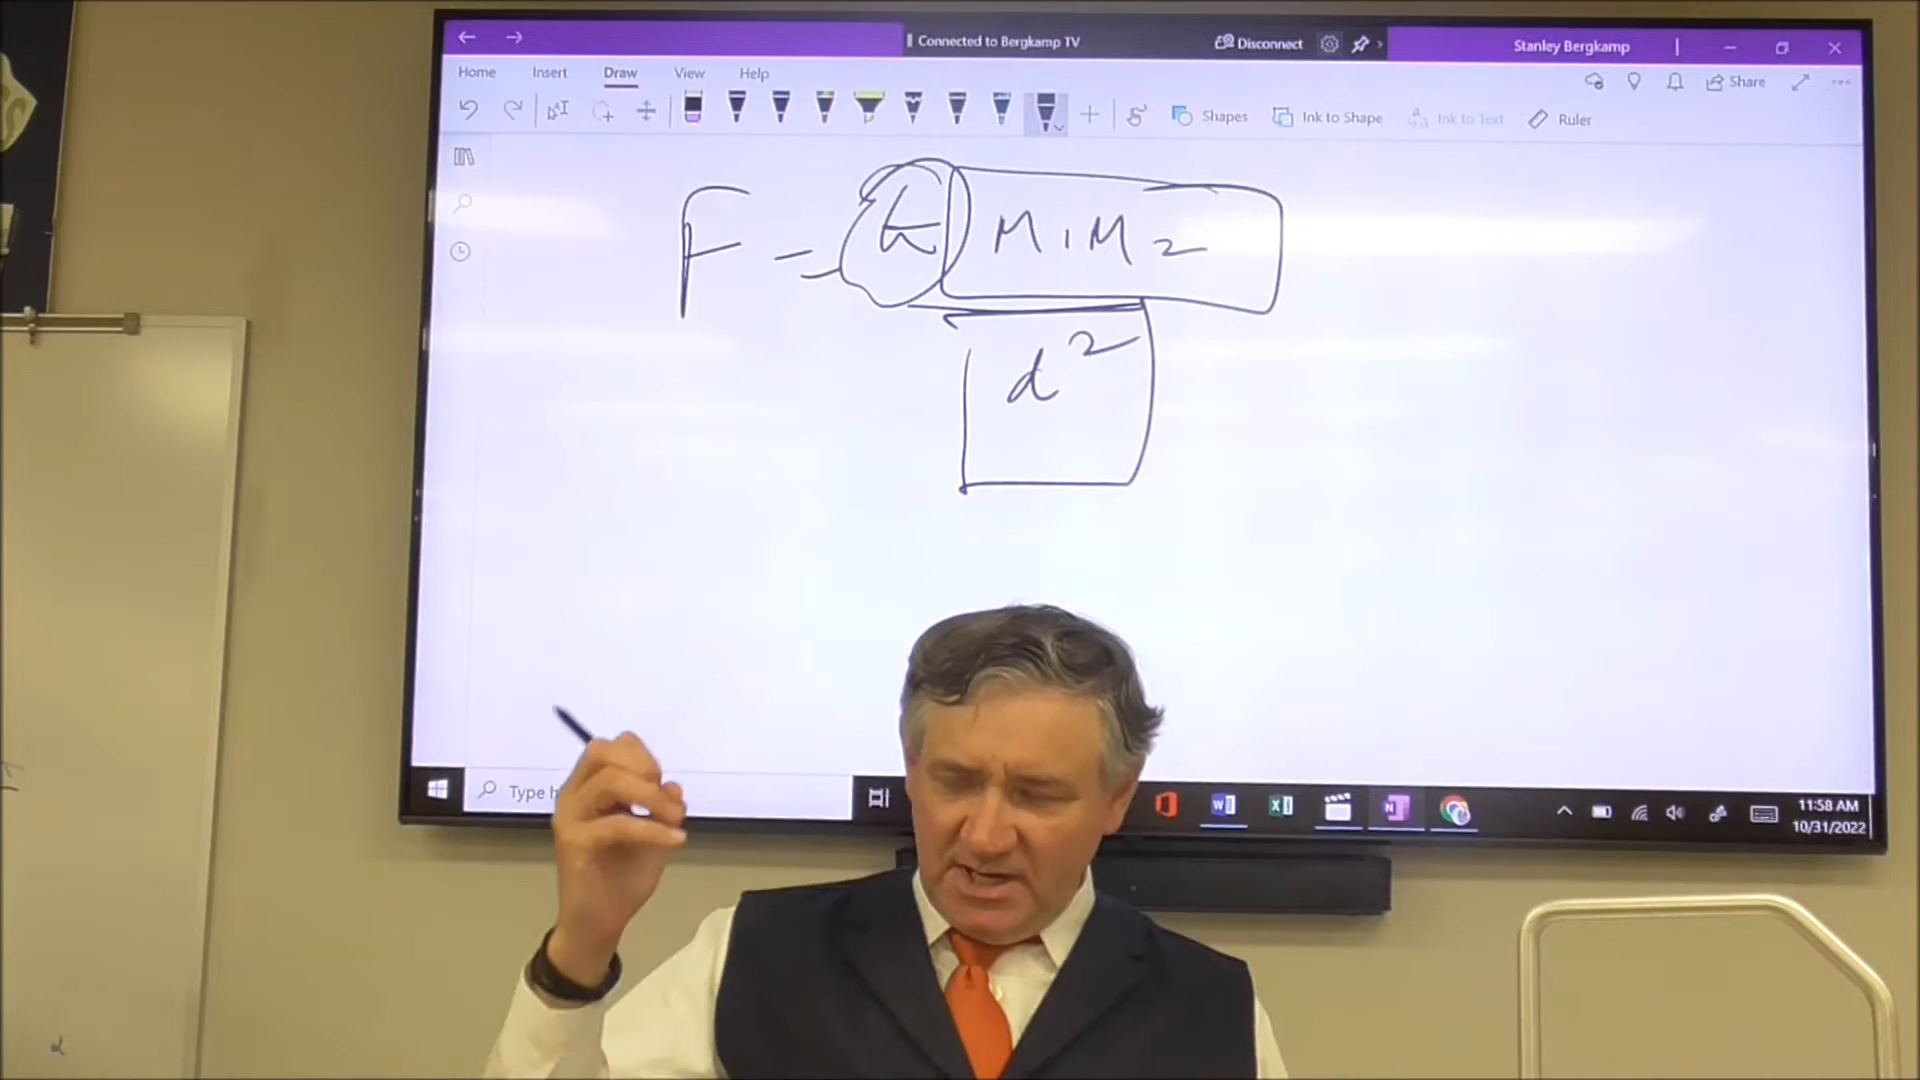 Connected to Bergkamp TV
Disconnect
Stanley Bergkamp
Home Insert Draw View Help
Share
Shapes
Ink to Shape
Ink to Text
Ruler
F = G M1M2
d2
Type h
11:58 AM
10/31/2022